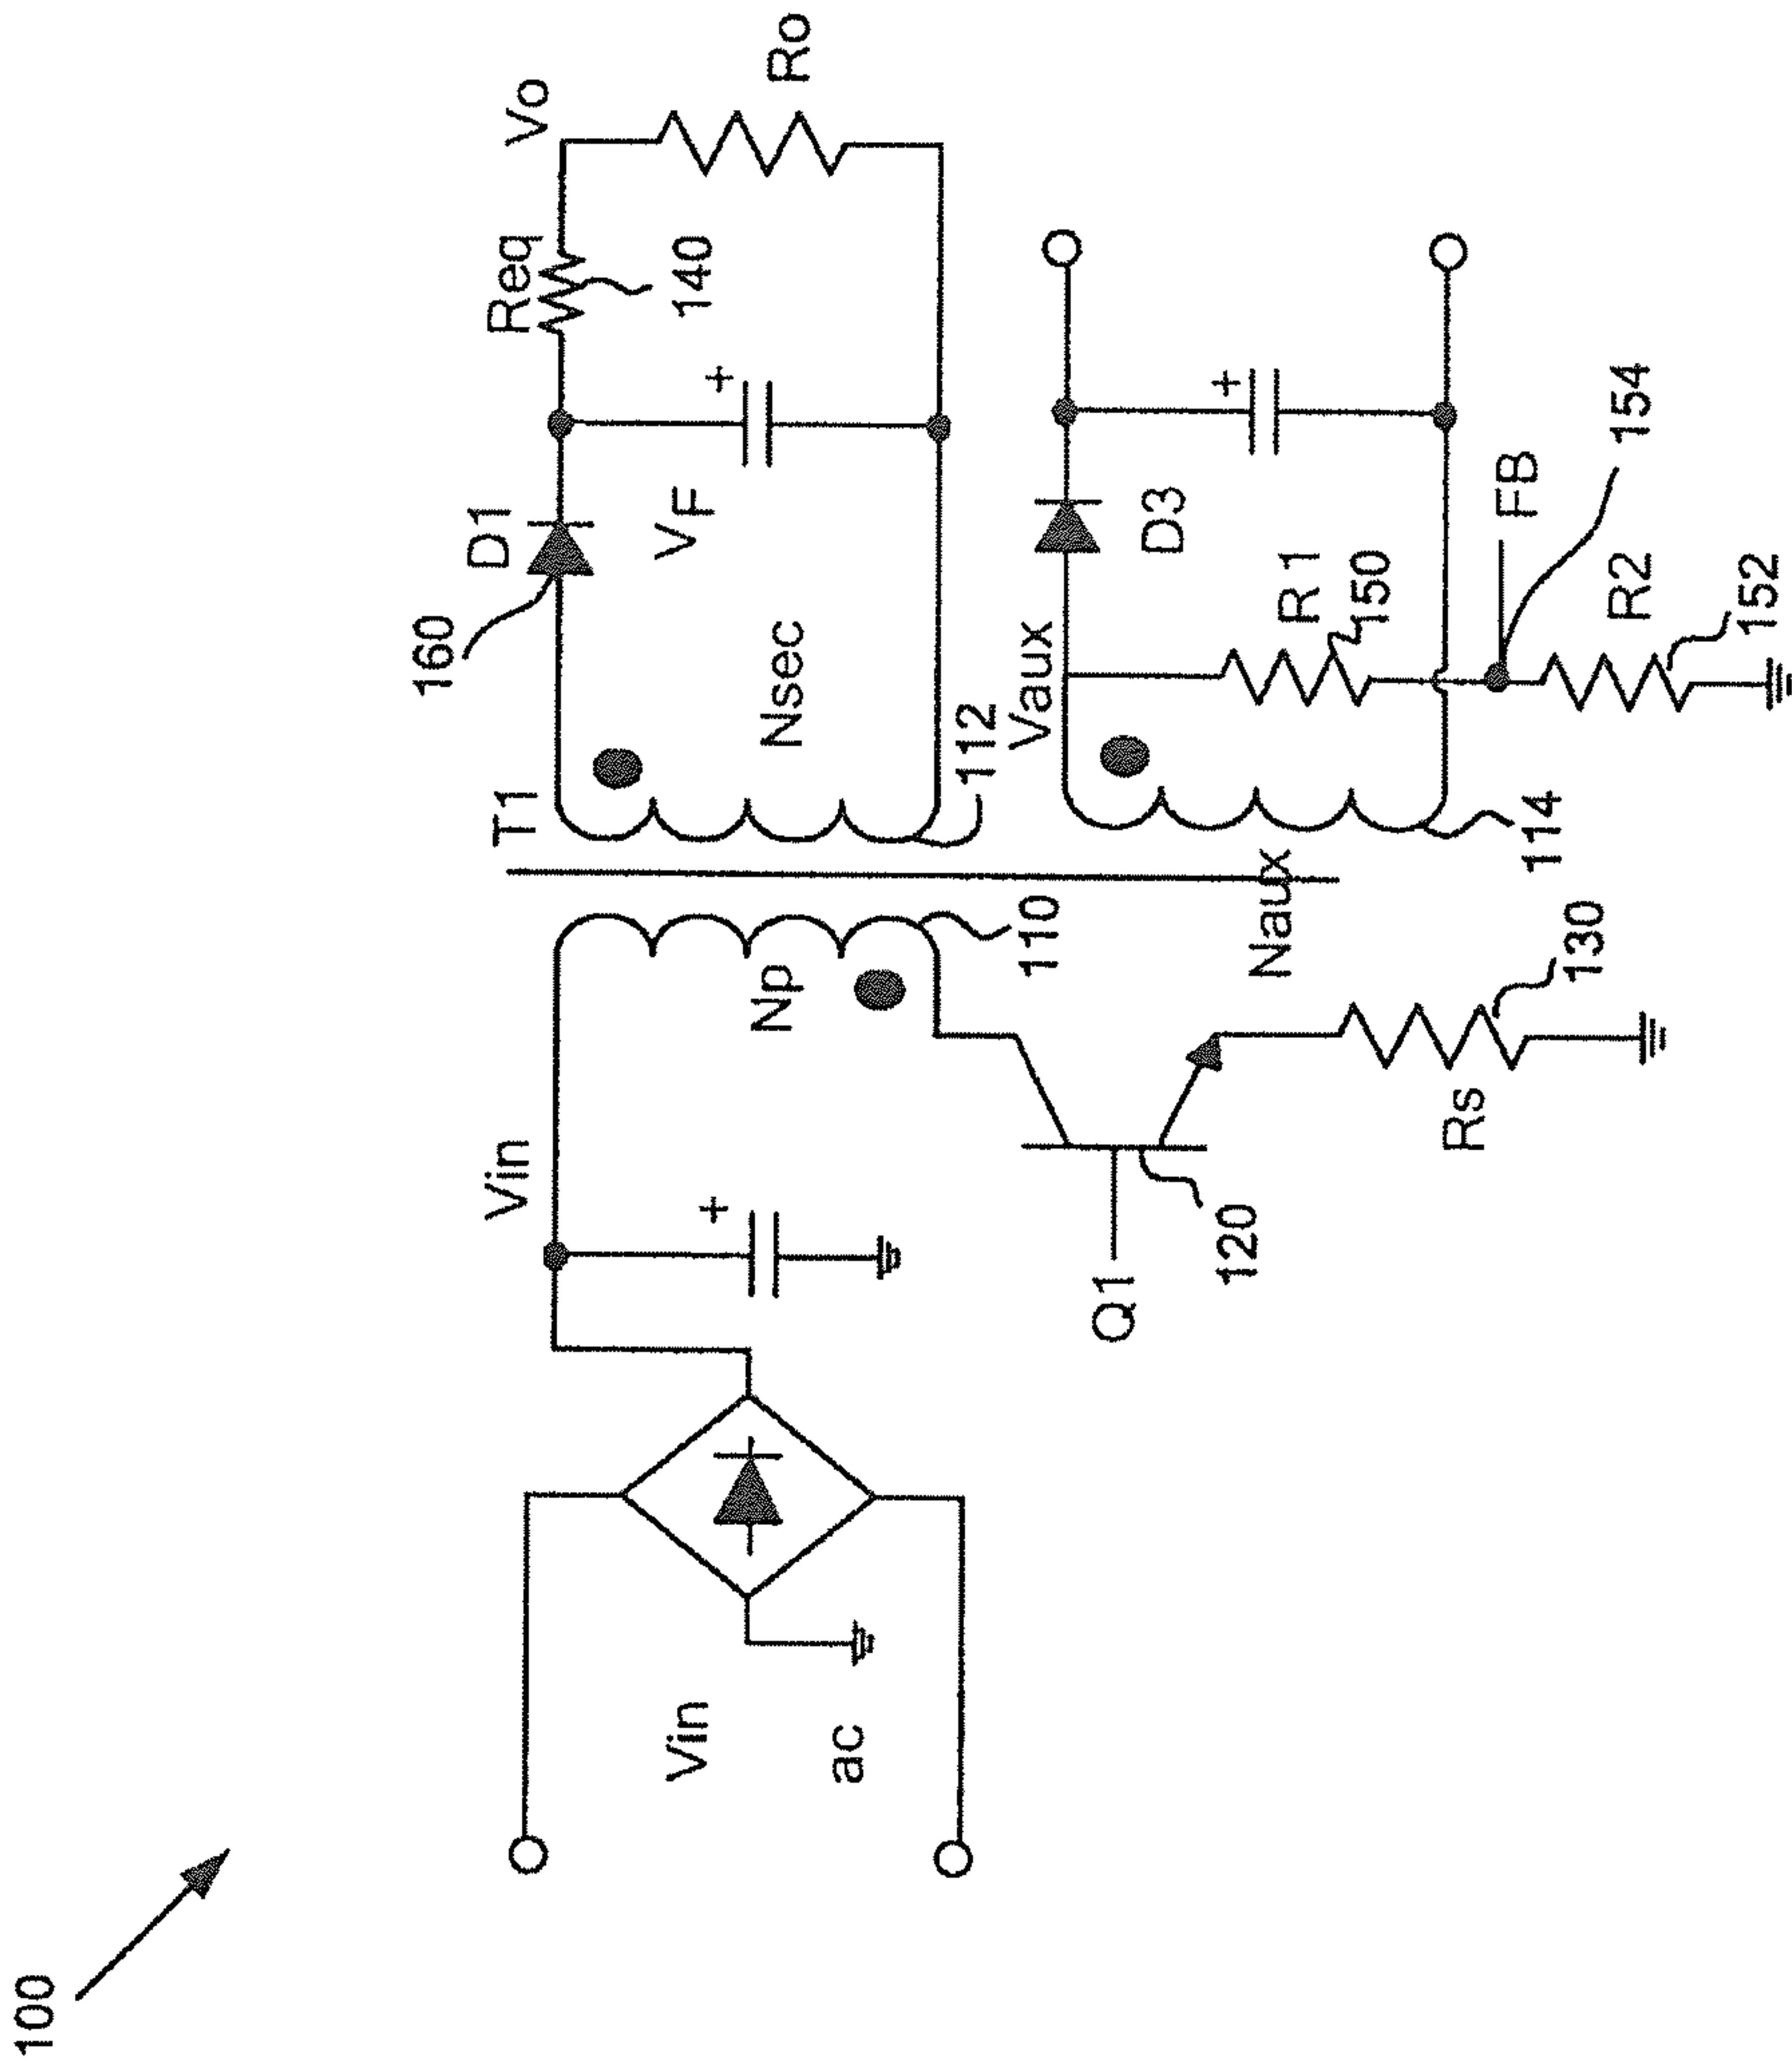 100
Vin
ac
Vin
Q1
120
Rs
130
Np
110
T1
Nsec
112
160
D1
VF
Req
140
Vo
Ro
Naux
114
Vaux
D3
R1
150
FB
154
R2
152
+
+
+